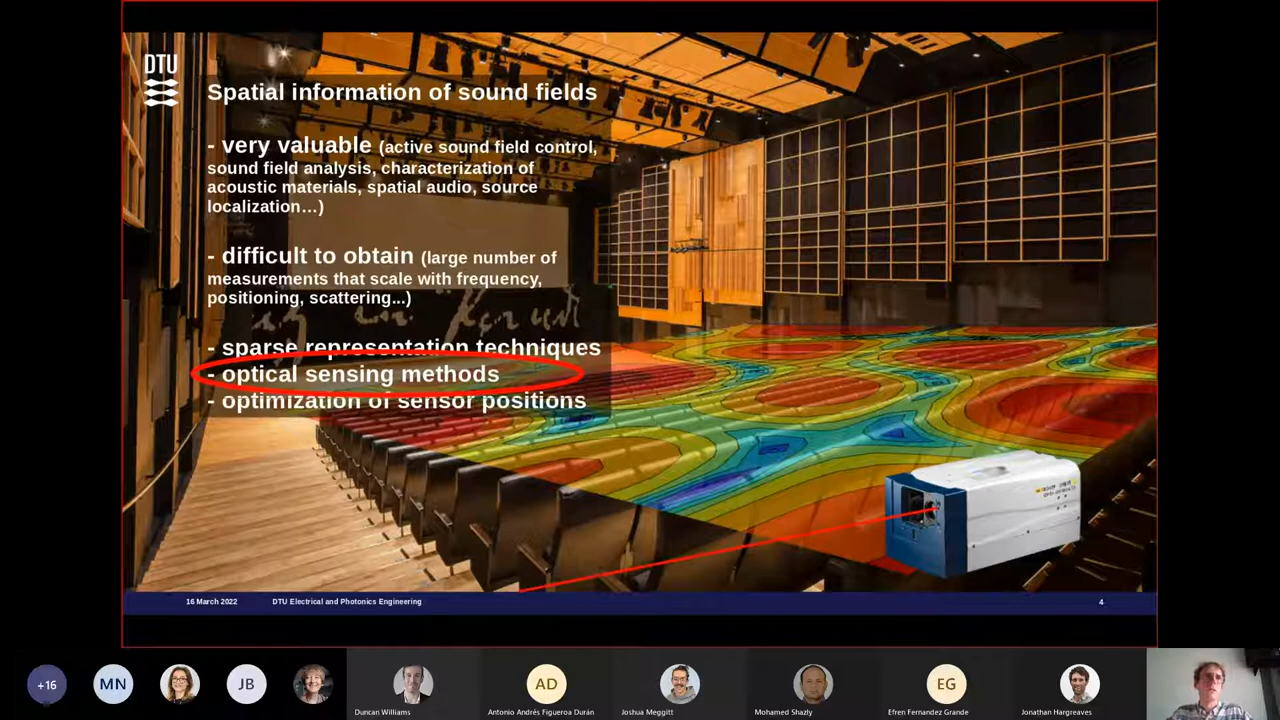 DTU
Spatial information of sound fields
- very valuable (active sound field control,
sound field analysis, characterization of
acoustic materials, spatial audio, source
localization…)
- difficult to obtain (large number of
measurements that scale with frequency,
positioning, scattering...)
- sparse representation techniques
- optical sensing methods
- optimization of sensor positions
16 March 2022
DTU Electrical and Photonics Engineering
4
+16
MN
JB
AD
EG
Duncan Williams
Antonio Andrés Figueroa Durán
Joshua Meggitt
Mohamed Shazly
Efren Fernandez Grande
Jonathan Hargreaves